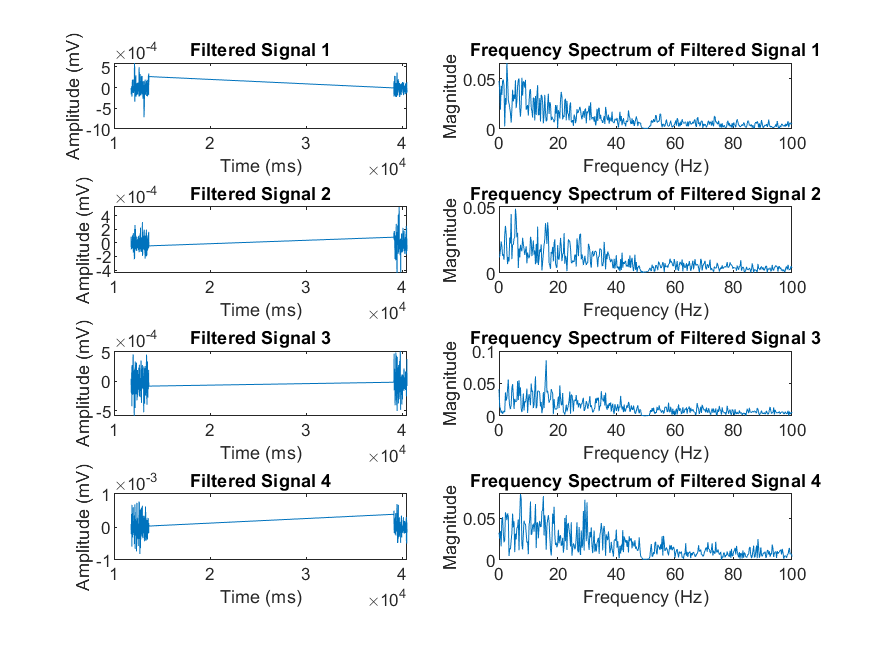 Filtered Signal 1
×10-4
Amplitude (mV)
5
0
-5
-10
1 2 3 4
Time (ms)
×104
Frequency Spectrum of Filtered Signal 1
Magnitude
0.05
0
0 20 40 60 80 100
Frequency (Hz)
Filtered Signal 2
×10-4
Amplitude (mV)
4
2
0
-2
-4
1 2 3 4
Time (ms)
×104
Frequency Spectrum of Filtered Signal 2
Magnitude
0.05
0
0 20 40 60 80 100
Frequency (Hz)
Filtered Signal 3
×10-4
Amplitude (mV)
5
0
-5
1 2 3 4
Time (ms)
×104
Frequency Spectrum of Filtered Signal 3
Magnitude
0.1
0.05
0
0 20 40 60 80 100
Frequency (Hz)
Filtered Signal 4
×10-3
Amplitude (mV)
1
0
-1
1 2 3 4
Time (ms)
×104
Frequency Spectrum of Filtered Signal 4
Magnitude
0.05
0
0 20 40 60 80 100
Frequency (Hz)